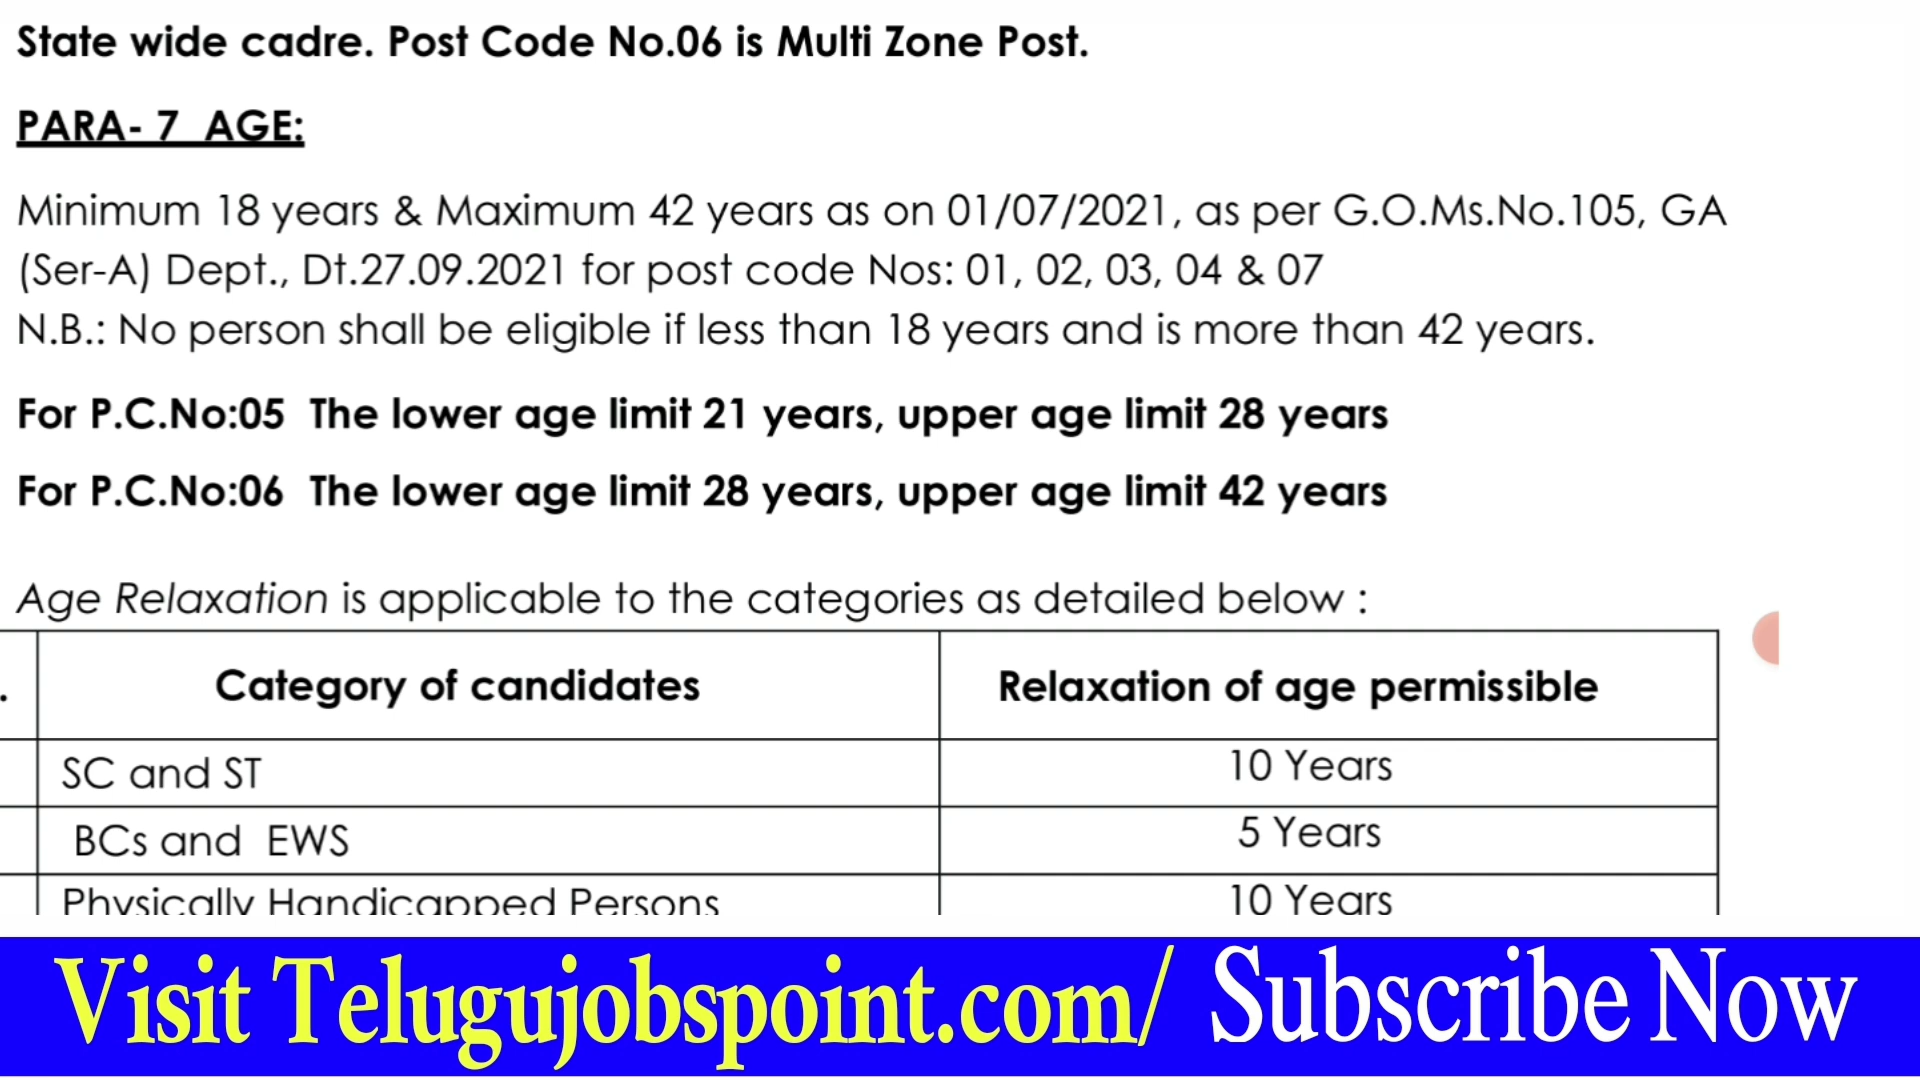 State wide cadre. Post Code No.06 is Multi Zone Post.
PARA- 7 AGE:
Minimum 18 years & Maximum 42 years as on 01/07/2021, as per G.O.Ms.No.105, GA
(Ser-A) Dept., Dt.27.09.2021 for post code Nos: 01, 02, 03, 04 & 07
N.B.: No person shall be eligible if less than 18 years and is more than 42 years.
For P.C.No:05 The lower age limit 21 years, upper age limit 28 years
For P.C.No:06 The lower age limit 28 years, upper age limit 42 years
Age Relaxation is applicable to the categories as detailed below :
. Category of candidates Relaxation of age permissible
SC and ST 10 Years
BCs and EWS 5 Years
Physically Handicapped Persons 10 Years
Visit Telugujobspoint.com/ Subscribe Now